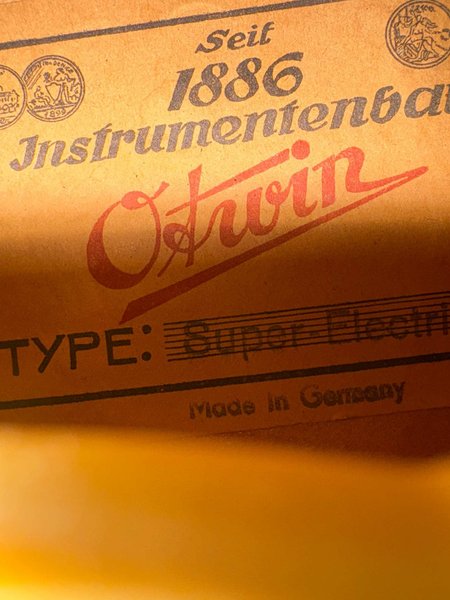 Seit
1886
Instrumentenba
Otwin
TYPE: Super Electri
Made in Germany